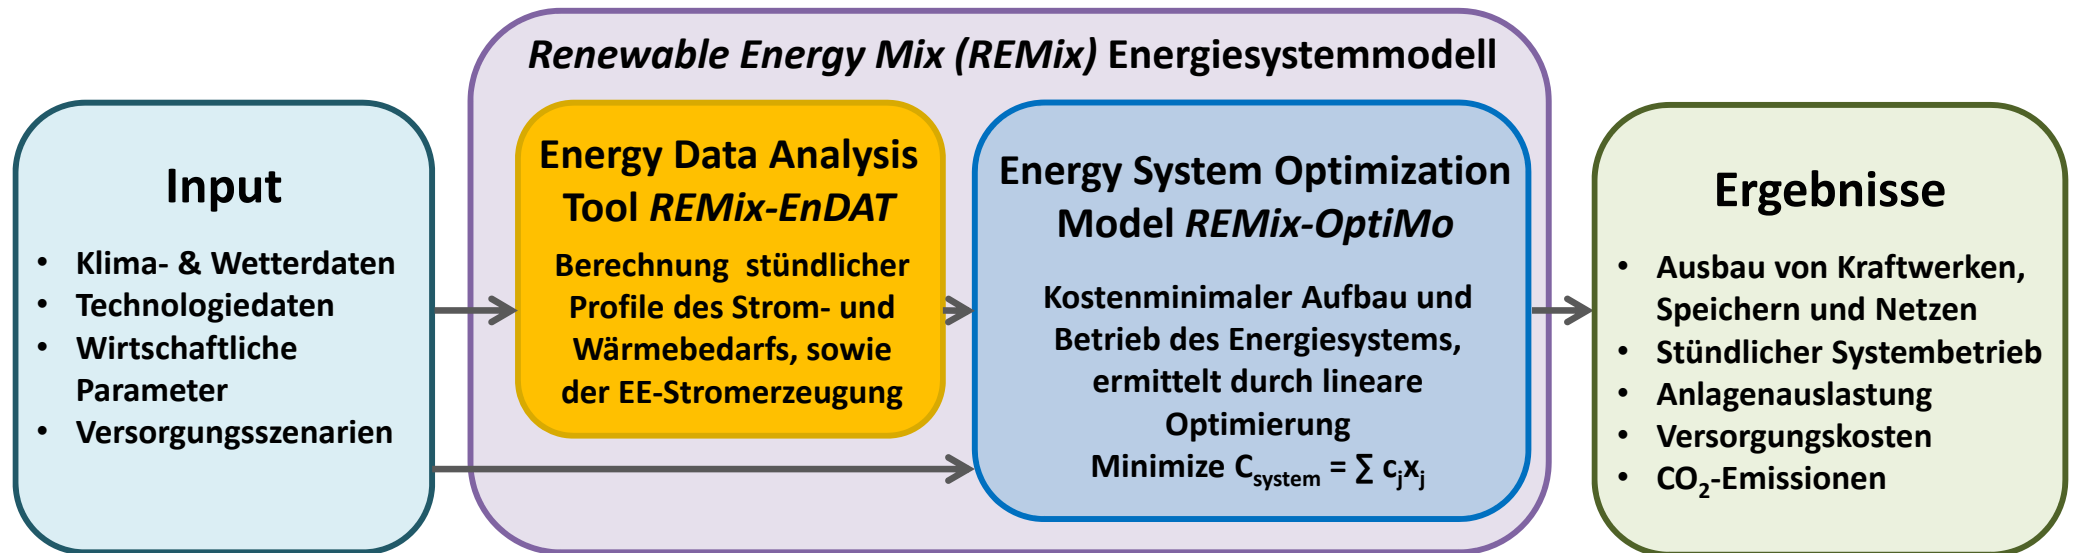 Renewable Energy Mix (REMix) Energiesystemmodell
Input
• Klima- & Wetterdaten
• Technologiedaten
• Wirtschaftliche
Parameter
• Versorgungsszenarien
Energy Data Analysis
Tool REMix-EnDAT
Berechnung stündlicher
Profile des Strom- und
Wärmebedarfs, sowie
der EE-Stromerzeugung
Energy System Optimization
Model REMix-OptiMo
Kostenminimaler Aufbau und
Betrieb des Energiesystems,
ermittelt durch lineare
Optimierung
Minimize C_system = ∑ c_j x_j
Ergebnisse
• Ausbau von Kraftwerken,
Speichern und Netzen
• Stündlicher Systembetrieb
• Anlagenauslastung
• Versorgungskosten
• CO₂-Emissionen